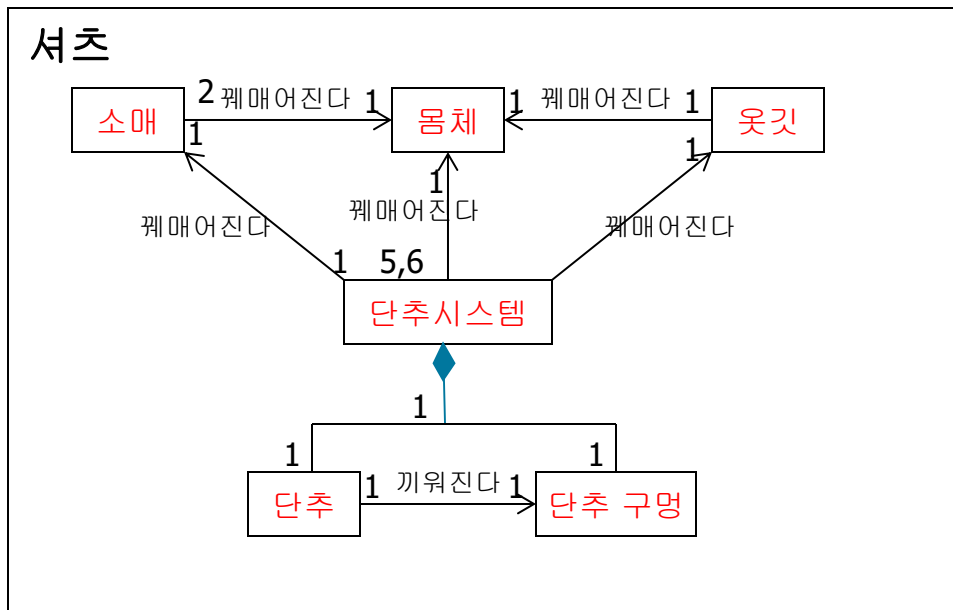 셔츠
2 꿰매어진다 1
1 꿰매어진다 1
소매
몸체
옷깃
1
1
1
꿰매어진다
꿰매어진다
꿰매어진다
1
5,6
단추시스템
1
1
1
1 끼워진다 1
단추
단추 구멍